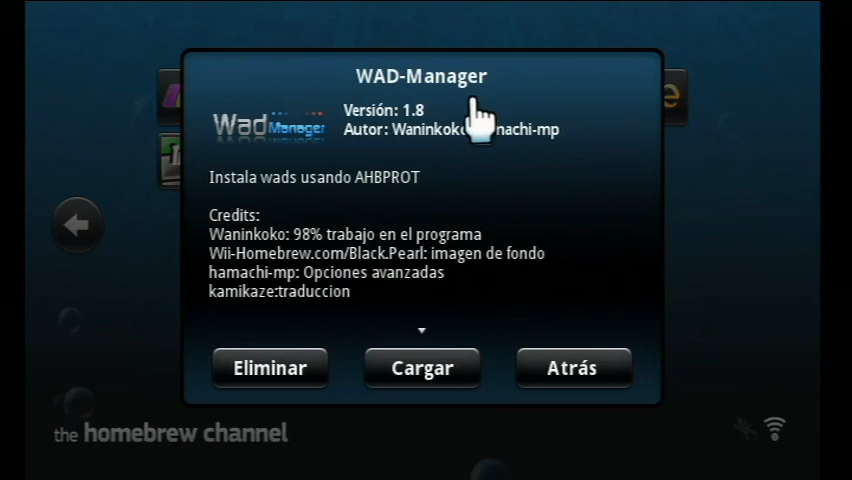 WAD-Manager
Wad Manager
Versión: 1.8
Autor: Waninkoko
Instala wads usando AHBPROT
Credits:
Waninkoko: 98% trabajo en el programa
Wii-Homebrew.com/Black.Pearl: imagen de fondo
hamachi-mp: Opciones avanzadas
kamikaze:traduccion
Eliminar
Cargar
Atrás
the homebrew channel